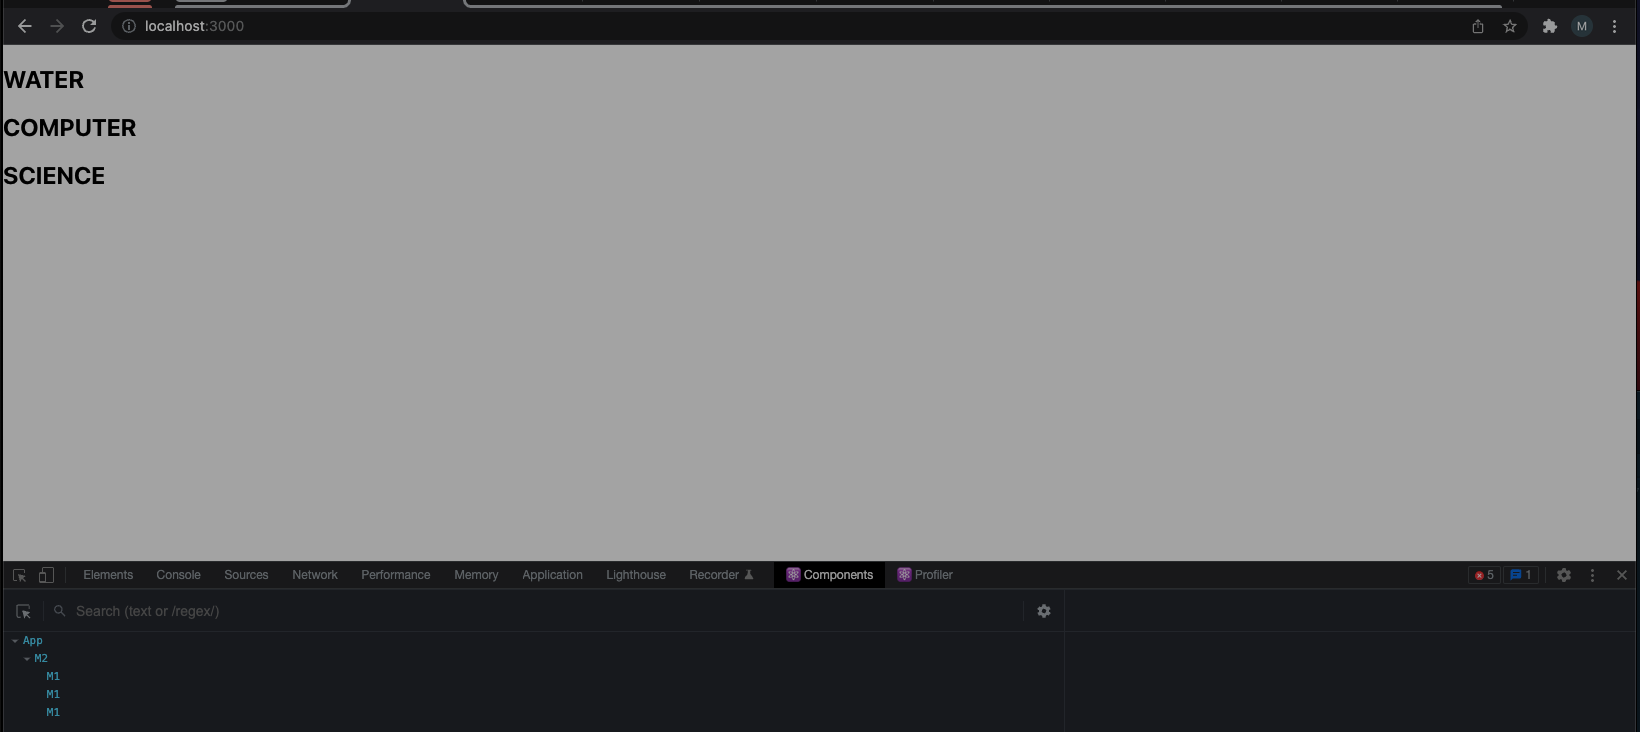 localhost:3000
M
WATER
COMPUTER
SCIENCE
Elements Console Sources Network Performance Memory Application Lighthouse Recorder Components Profiler 5 1
Search (text or /regex/)
App
M2
M1
M1
M1